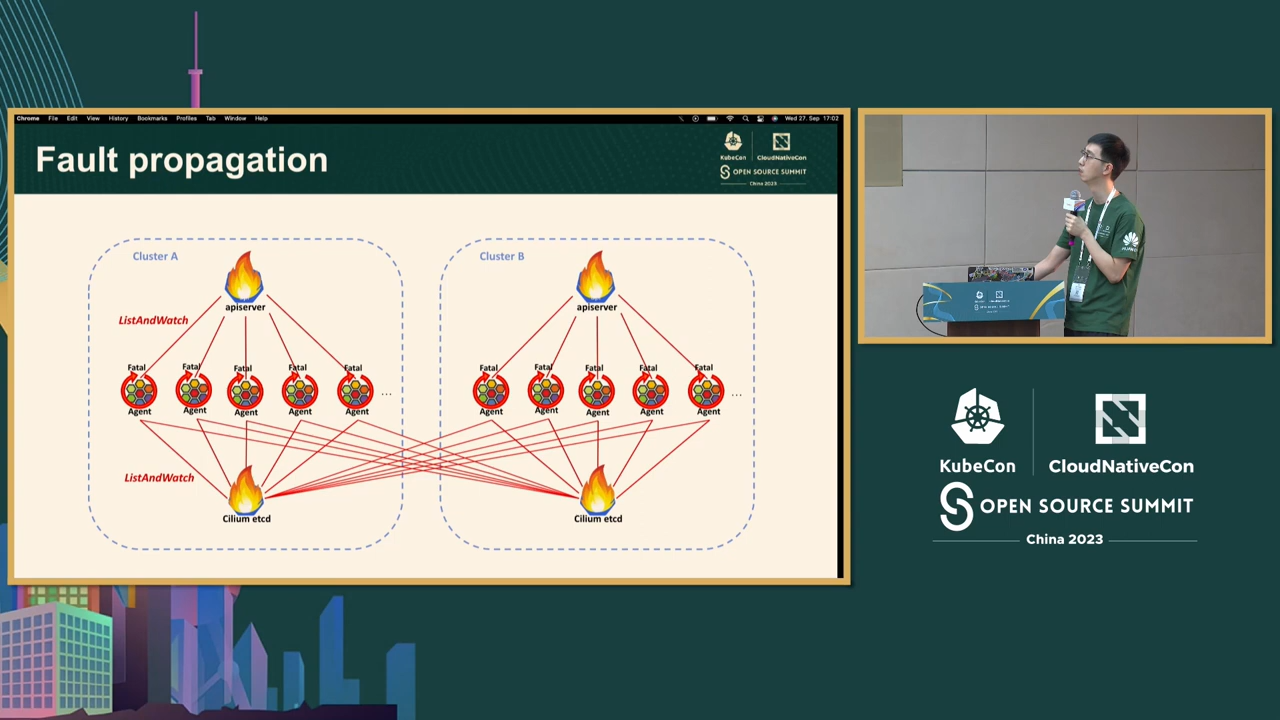 Chrome File Edit View History Bookmarks Profiles Tab Window Help
Wed 27. Sep 17:02
Fault propagation
KubeCon CloudNativeCon
OPEN SOURCE SUMMIT
China 2023
Cluster A
apiserver
ListAndWatch
Fatal Fatal Fatal Fatal Fatal
...
Agent Agent Agent Agent Agent
ListAndWatch
Cilium etcd
Cluster B
apiserver
Fatal Fatal Fatal Fatal Fatal
...
Agent Agent Agent Agent Agent
Cilium etcd
HUAWEI
KubeCon CloudNativeCon
OPEN SOURCE SUMMIT
China 2023